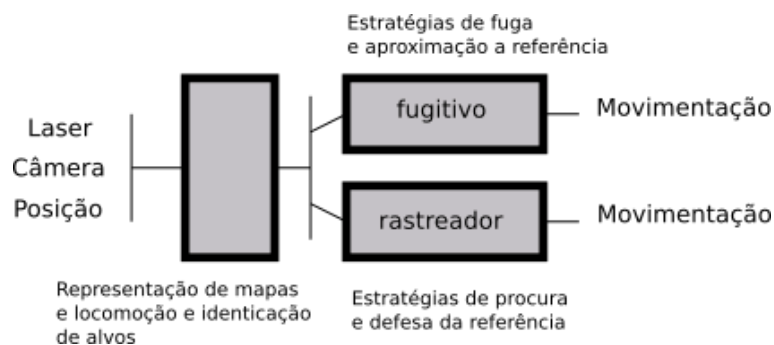 Estratégias de fuga
e aproximação a referência
fugitivo
Movimentação
Laser
Câmera
Posição
rastreador
Movimentação
Representação de mapas
e locomoção e identicação
de alvos
Estratégias de procura
e defesa da referência